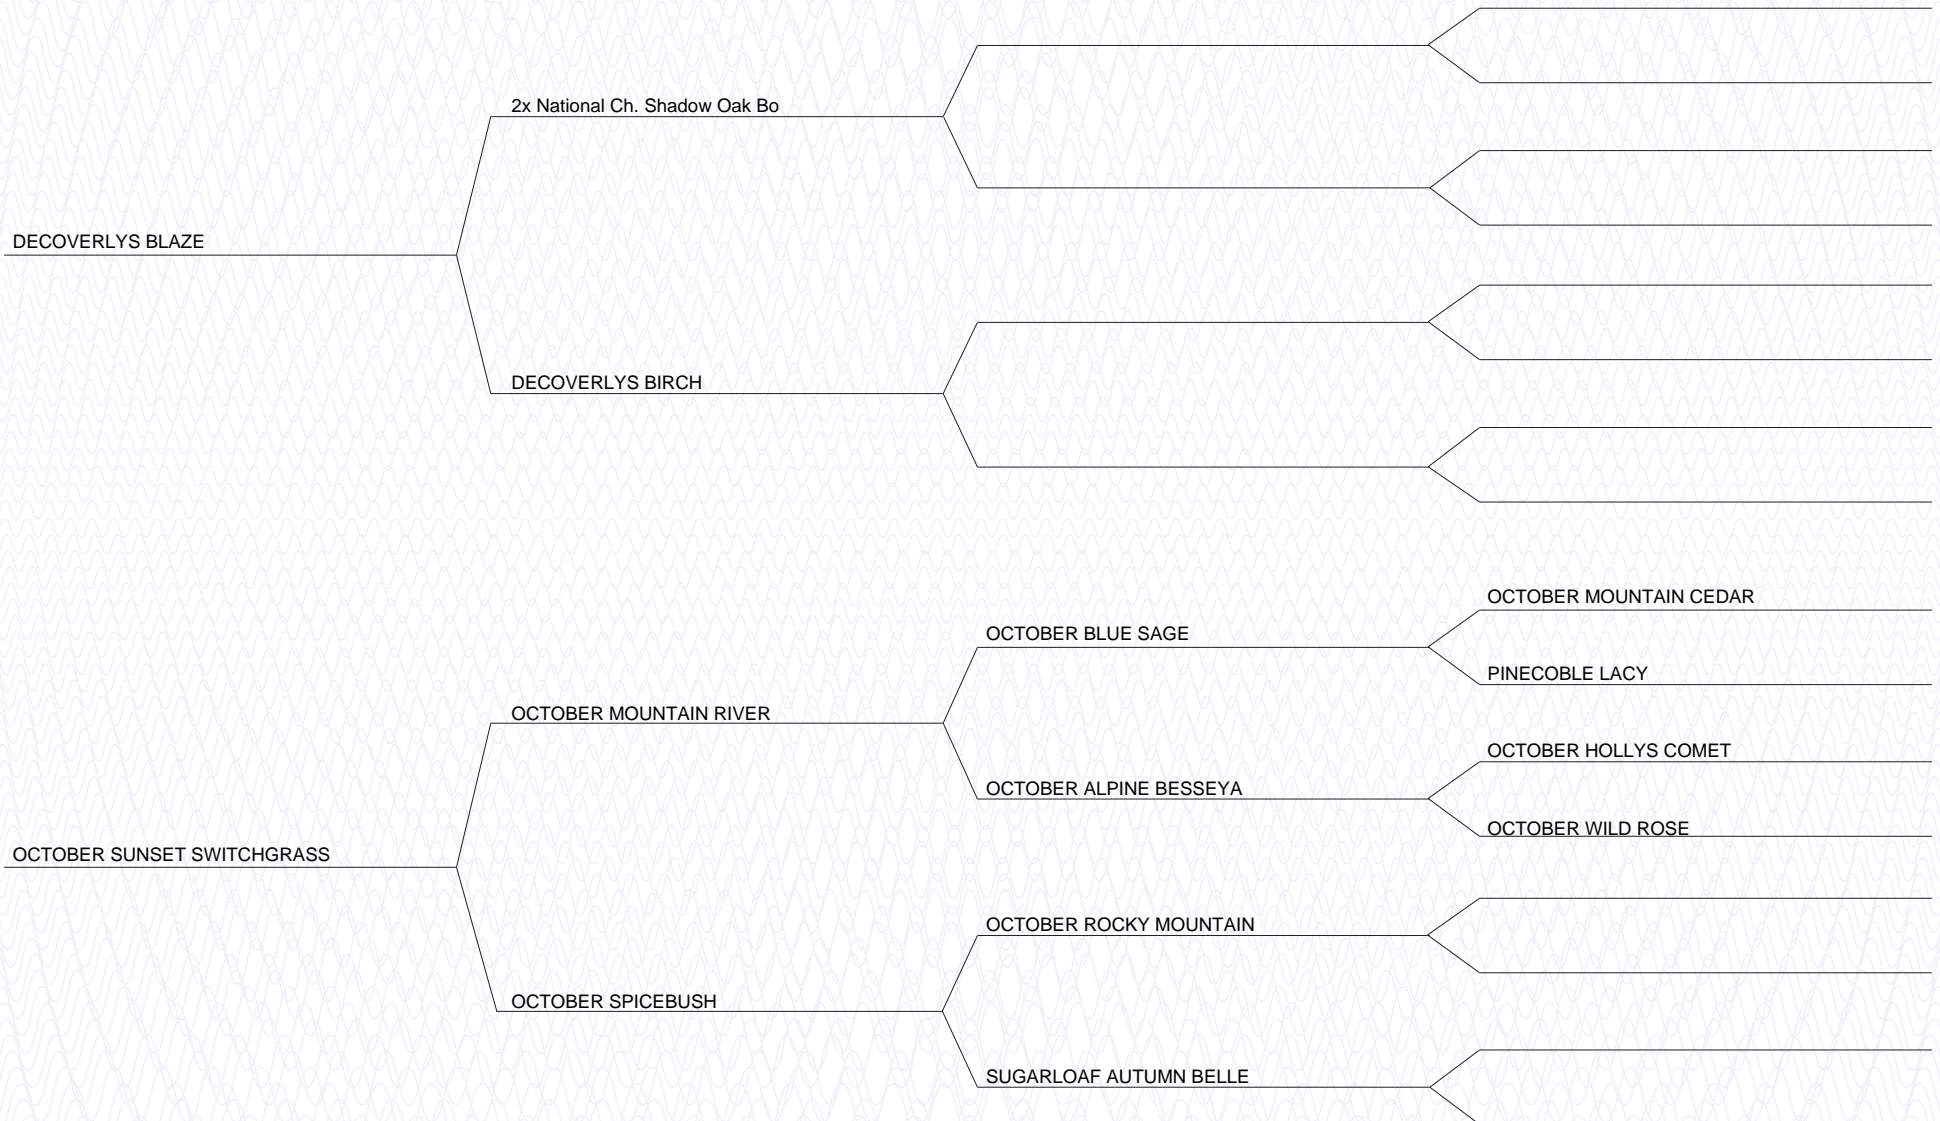 2x National Ch. Shadow Oak Bo
DECOVERLYS BLAZE
DECOVERLYS BIRCH
OCTOBER MOUNTAIN CEDAR
OCTOBER BLUE SAGE
PINECOBLE LACY
OCTOBER MOUNTAIN RIVER
OCTOBER HOLLYS COMET
OCTOBER ALPINE BESSEYA
OCTOBER WILD ROSE
OCTOBER SUNSET SWITCHGRASS
OCTOBER ROCKY MOUNTAIN
OCTOBER SPICEBUSH
SUGARLOAF AUTUMN BELLE